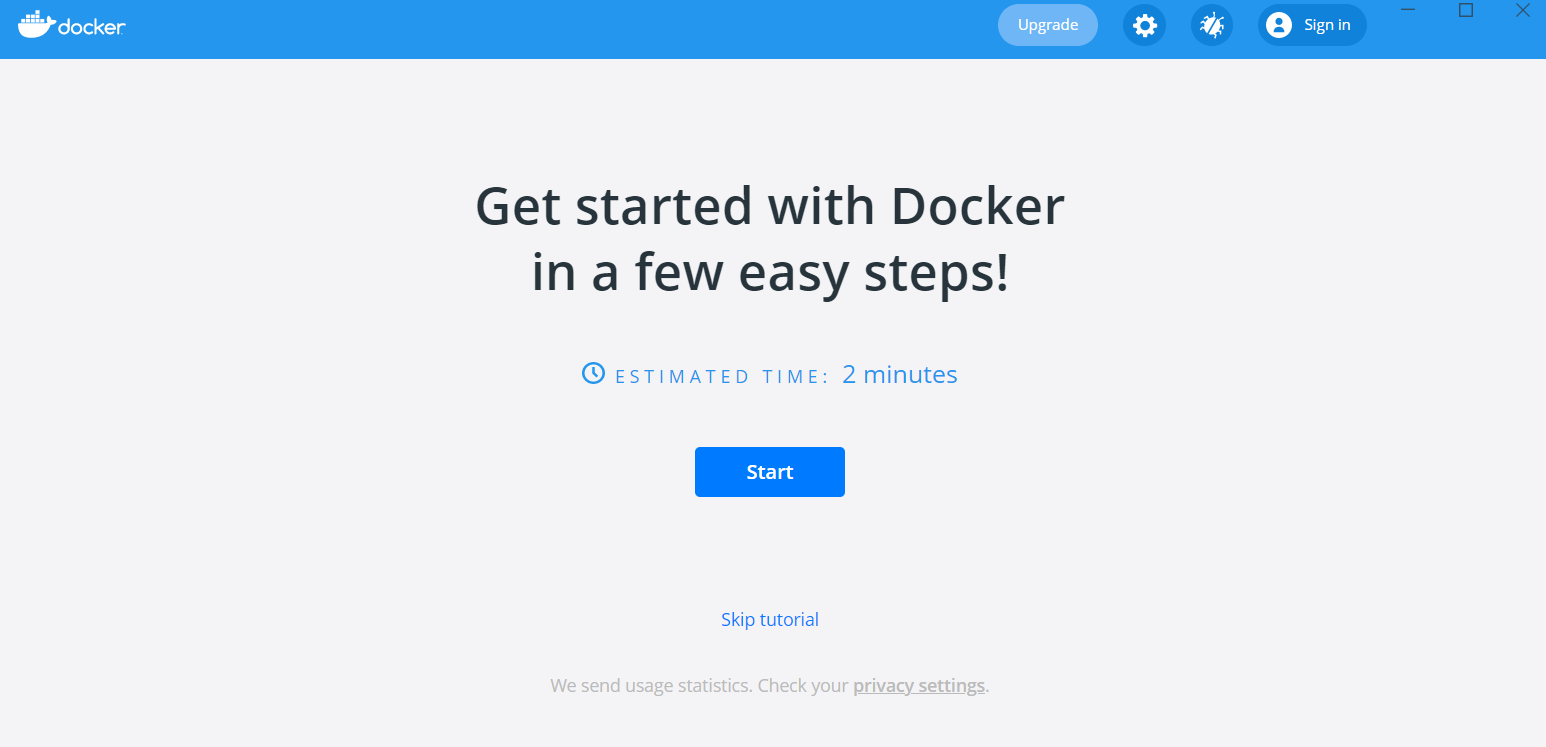 docker
Upgrade
Sign in
Get started with Docker
in a few easy steps!
ESTIMATED TIME: 2 minutes
Start
Skip tutorial
We send usage statistics. Check your privacy settings.